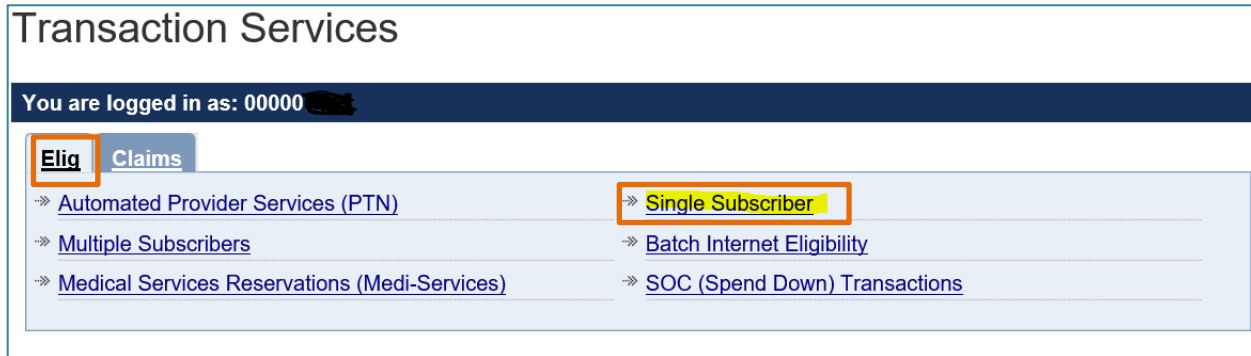 Transaction Services
You are logged in as: 00000
Elig Claims
Automated Provider Services (PTN) Single Subscriber
Multiple Subscribers Batch Internet Eligibility
Medical Services Reservations (Medi-Services) SOC (Spend Down) Transactions